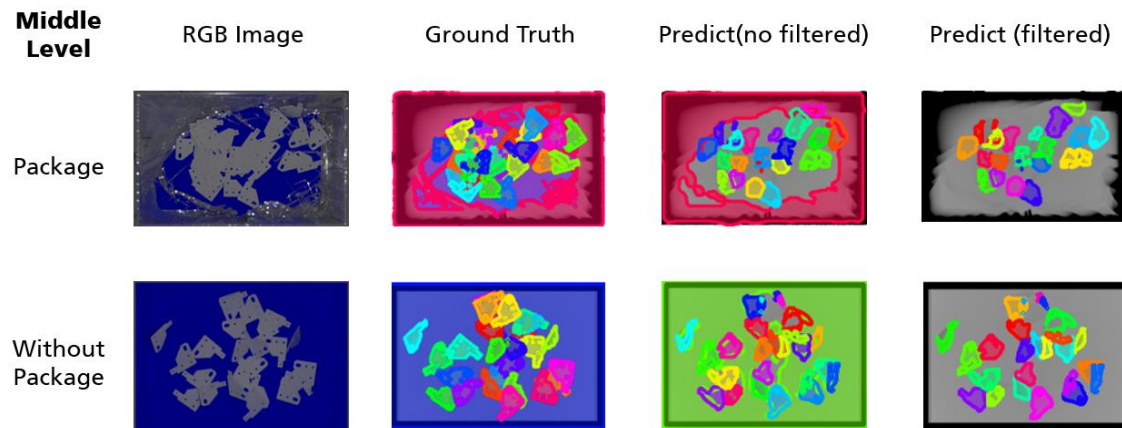 Middle
Level
RGB Image
Ground Truth
Predict(no filtered)
Predict (filtered)
Package
Without
Package